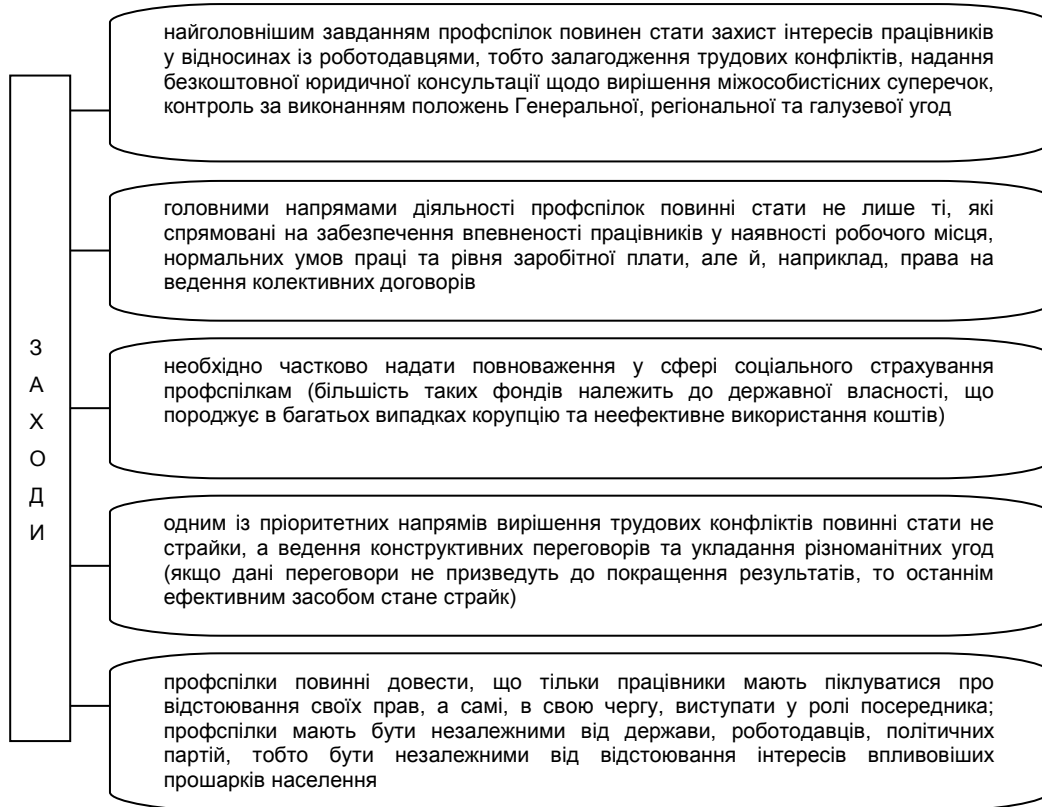 найголовнішим завданням профспілок повинен стати захист інтересів працівників
у відносинах із роботодавцями, тобто залагодження трудових конфліктів, надання
безкоштовної юридичної консультації щодо вирішення міжособистісних суперечок,
контроль за виконанням положень Генеральної, регіональної та галузевої угод
головними напрямами діяльності профспілок повинні стати не лише ті, які
спрямовані на забезпечення впевненості працівників у наявності робочого місця,
нормальних умов праці та рівня заробітної плати, але й, наприклад, права на
ведення колективних договорів
З
А
Х
О
Д
И
необхідно частково надати повноваження у сфері соціального страхування
профспілкам (більшість таких фондів належить до державної власності, що
породжує в багатьох випадках корупцію та неефективне використання коштів)
одним із пріоритетних напрямів вирішення трудових конфліктів повинні стати не
страйки, а ведення конструктивних переговорів та укладання різноманітних угод
(якщо дані переговори не призведуть до покращення результатів, то останнім
ефективним засобом стане страйк)
профспілки повинні довести, що тільки працівники мають піклуватися про
відстоювання своїх прав, а самі, в свою чергу, виступати у ролі посередника;
профспілки мають бути незалежними від держави, роботодавців, політичних
партій, тобто бути незалежними від відстоювання інтересів впливовіших
прошарків населення